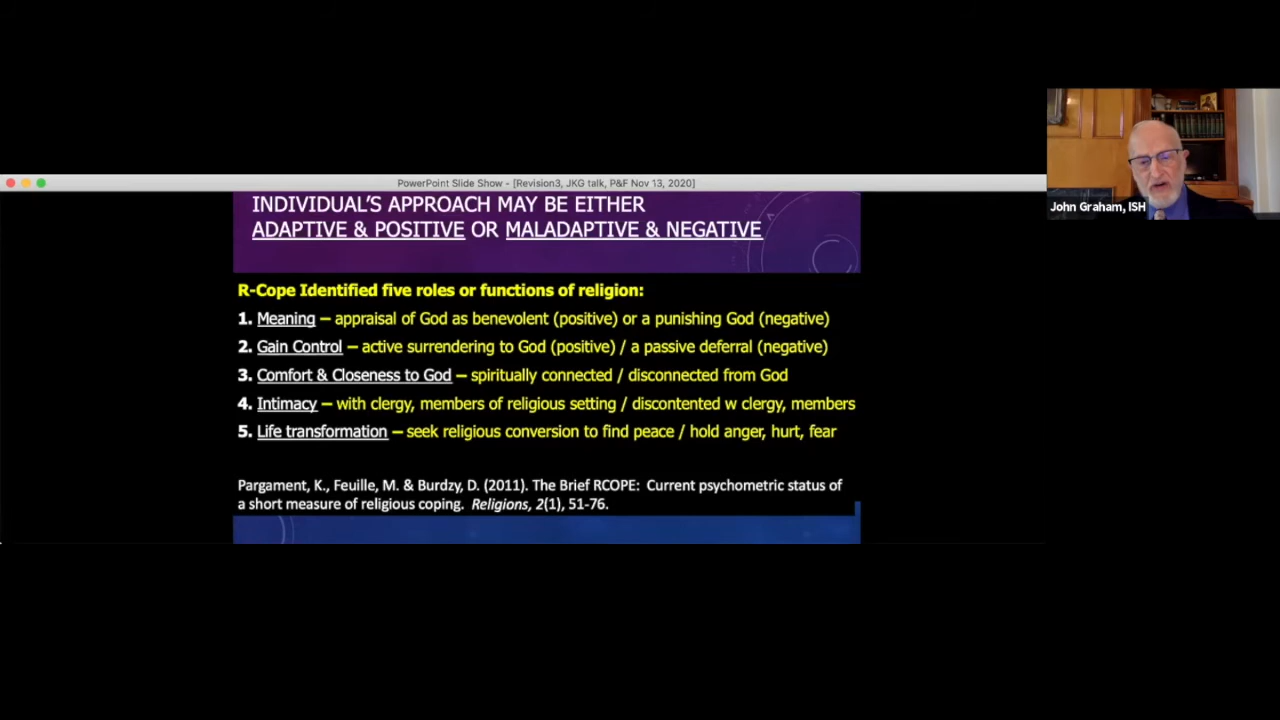 PowerPoint Slide Show - [Revision3, JKG talk, P&F Nov 13, 2020]
INDIVIDUAL'S APPROACH MAY BE EITHER
ADAPTIVE & POSITIVE OR MALADAPTIVE & NEGATIVE
R-Cope Identified five roles or functions of religion:
1. Meaning – appraisal of God as benevolent (positive) or a punishing God (negative)
2. Gain Control – active surrendering to God (positive) / a passive deferral (negative)
3. Comfort & Closeness to God – spiritually connected / disconnected from God
4. Intimacy – with clergy, members of religious setting / discontented w clergy, members
5. Life transformation – seek religious conversion to find peace / hold anger, hurt, fear
Pargament, K., Feuille, M. & Burdzy, D. (2011). The Brief RCOPE: Current psychometric status of
a short measure of religious coping. Religions, 2(1), 51-76.
John Graham, ISH